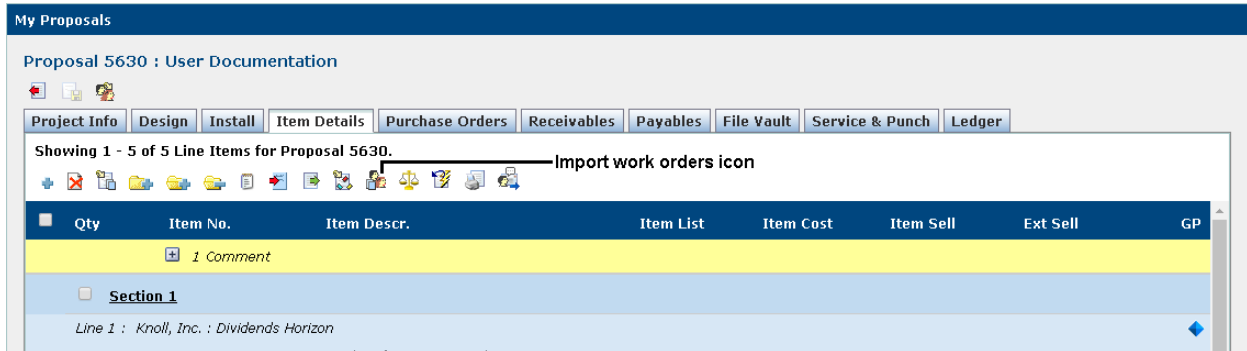 My Proposals
Proposal 5630 : User Documentation
Project Info Design Install Item Details Purchase Orders Receivables Payables File Vault Service & Punch Ledger
Showing 1 - 5 of 5 Line Items for Proposal 5630.
Import work orders icon
Qty Item No. Item Descr. Item List Item Cost Item Sell Ext Sell GP
1 Comment
Section 1
Line 1 : Knoll, Inc. : Dividends Horizon